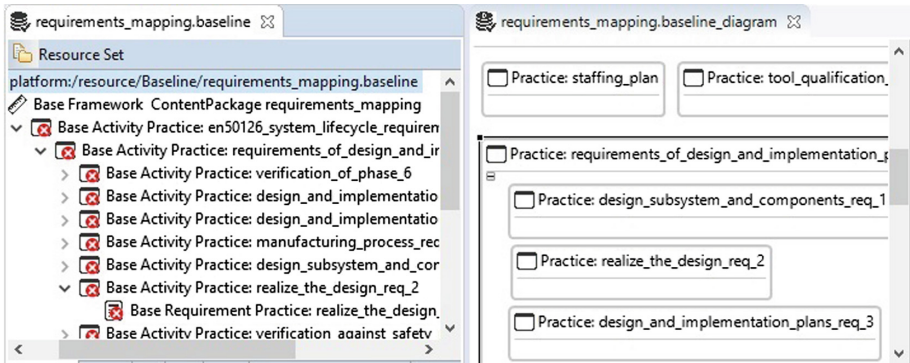 requirements_mapping.baseline
Resource Set
platform:/resource/Baseline/requirements_mapping.baseline
Base Framework ContentPackage requirements_mapping
Base Activity Practice: en50126_system_lifecycle_requirem
Base Activity Practice: requirements_of_design_and_ir
Base Activity Practice: verification_of_phase_6
Base Activity Practice: design_and_implementatio
Base Activity Practice: design_and_implementatio
Base Activity Practice: manufacturing_process_rec
Base Activity Practice: design_subsystem_and_cor
Base Activity Practice: realize_the_design_req_2
Base Requirement Practice: realize_the_design_
Base Activity Practice: verification_against_safety_
requirements_mapping.baseline_diagram
Practice: staffing_plan
Practice: tool_qualification_
Practice: requirements_of_design_and_implementation_p
Practice: design_subsystem_and_components_req_1
Practice: realize_the_design_req_2
Practice: design_and_implementation_plans_req_3